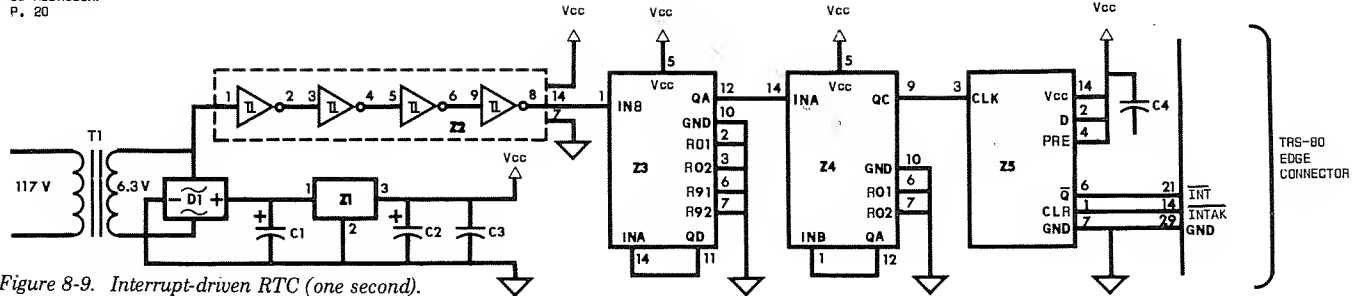 P. 20
Vcc
Vcc
Vcc
Vcc
1 2 3 4 5 6 9 8 14
7
Z2
T1
117 V
6.3 V
- D1 +
1 Z1 3
2
Vcc
+ C1
+ C2
C3
5
Vcc
1 INB
QA 12
GND 10
R01 2
R02 3
R91 6
R92 7
Z3
INA QD
14 11
5
Vcc
14 INA
QC 9
GND 10
R01 6
R02 7
Z4
INB QA
1 12
3 CLK
Vcc 14
D 2
PRE 4
Z5
Q 6
CLR 1
GND 7
C4
21 INT
14 INTAK
29 GND
TRS-80
EDGE
CONNECTOR
Figure 8-9. Interrupt-driven RTC (one second).